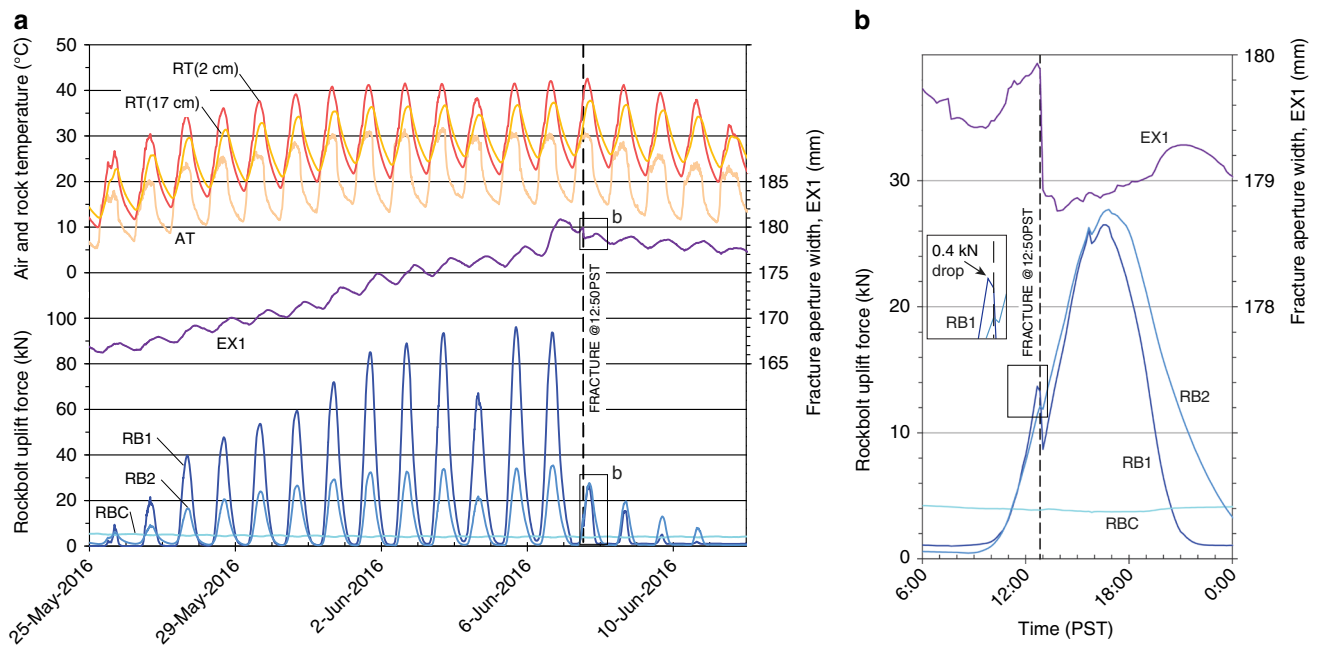 a
Air and rock temperature (°C)
50
40
30
20
10
0
Rockbolt uplift force (kN)
100
80
60
40
20
0
RT(2 cm)
RT(17 cm)
AT
EX1
b
FRACTURE @12:50PST
RB1
RB2
RBC
b
185
180
175
170
165
Fracture aperture width, EX1 (mm)
25-May-2016
29-May-2016
2-Jun-2016
6-Jun-2016
10-Jun-2016
b
Rockbolt uplift force (kN)
30
20
10
0
EX1
0.4 kN
drop
RB1
FRACTURE @12:50PST
RB2
RB1
RBC
180
179
178
Fracture aperture width, EX1 (mm)
6:00
12:00
18:00
0:00
Time (PST)